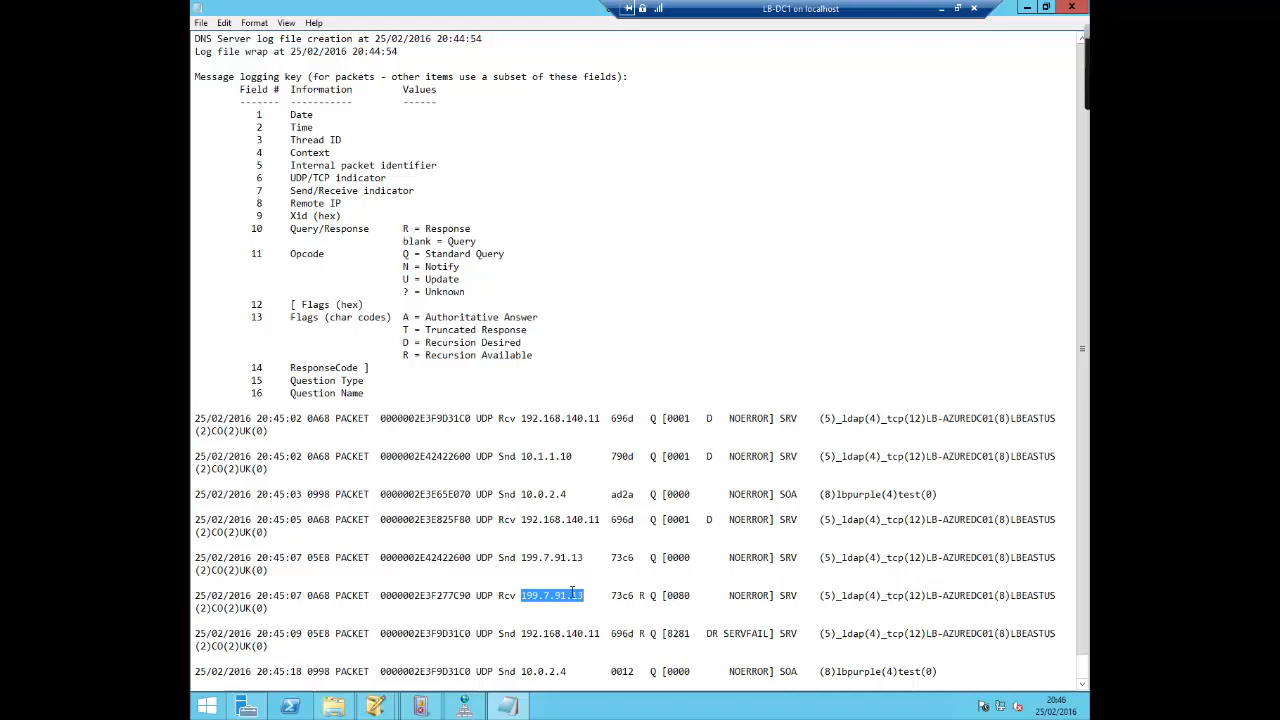 LB-DC1 on localhost
File Edit Format View Help
DNS Server log file creation at 25/02/2016 20:44:54
Log file wrap at 25/02/2016 20:44:54
Message logging key (for packets - other items use a subset of these fields):
Field # Information Values
------- ----------- ------
1 Date
2 Time
3 Thread ID
4 Context
5 Internal packet identifier
6 UDP/TCP indicator
7 Send/Receive indicator
8 Remote IP
9 Xid (hex)
10 Query/Response R = Response
blank = Query
11 Opcode Q = Standard Query
N = Notify
U = Update
? = Unknown
12 [ Flags (hex)
13 Flags (char codes) A = Authoritative Answer
T = Truncated Response
D = Recursion Desired
R = Recursion Available
14 ResponseCode ]
15 Question Type
16 Question Name
25/02/2016 20:45:02 0A68 PACKET 0000002E3F9D31C0 UDP Rcv 192.168.140.11 696d Q [0001 D NOERROR] SRV (5)_ldap(4)_tcp(12)LB-AZUREDC01(8)LBEASTUS
(2)CO(2)UK(0)
25/02/2016 20:45:02 0A68 PACKET 0000002E42422600 UDP Snd 10.1.1.10 790d Q [0001 D NOERROR] SRV (5)_ldap(4)_tcp(12)LB-AZUREDC01(8)LBEASTUS
(2)CO(2)UK(0)
25/02/2016 20:45:03 0998 PACKET 0000002E3E65E070 UDP Snd 10.0.2.4 ad2a Q [0000 NOERROR] SOA (8)lbpurple(4)test(0)
25/02/2016 20:45:05 0A68 PACKET 0000002E3E825F80 UDP Rcv 192.168.140.11 696d Q [0001 D NOERROR] SRV (5)_ldap(4)_tcp(12)LB-AZUREDC01(8)LBEASTUS
(2)CO(2)UK(0)
25/02/2016 20:45:07 05E8 PACKET 0000002E42422600 UDP Snd 199.7.91.13 73c6 Q [0000 NOERROR] SRV (5)_ldap(4)_tcp(12)LB-AZUREDC01(8)LBEASTUS
(2)CO(2)UK(0)
25/02/2016 20:45:07 0A68 PACKET 0000002E3F277C90 UDP Rcv 199.7.91.13 73c6 R Q [0080 NOERROR] SRV (5)_ldap(4)_tcp(12)LB-AZUREDC01(8)LBEASTUS
(2)CO(2)UK(0)
25/02/2016 20:45:09 05E8 PACKET 0000002E3F9D31C0 UDP Snd 192.168.140.11 696d R Q [8281 DR SERVFAIL] SRV (5)_ldap(4)_tcp(12)LB-AZUREDC01(8)LBEASTUS
(2)CO(2)UK(0)
25/02/2016 20:45:18 0998 PACKET 0000002E3F9D31C0 UDP Snd 10.0.2.4 0012 Q [0000 NOERROR] SOA (8)lbpurple(4)test(0)
20:46
25/02/2016